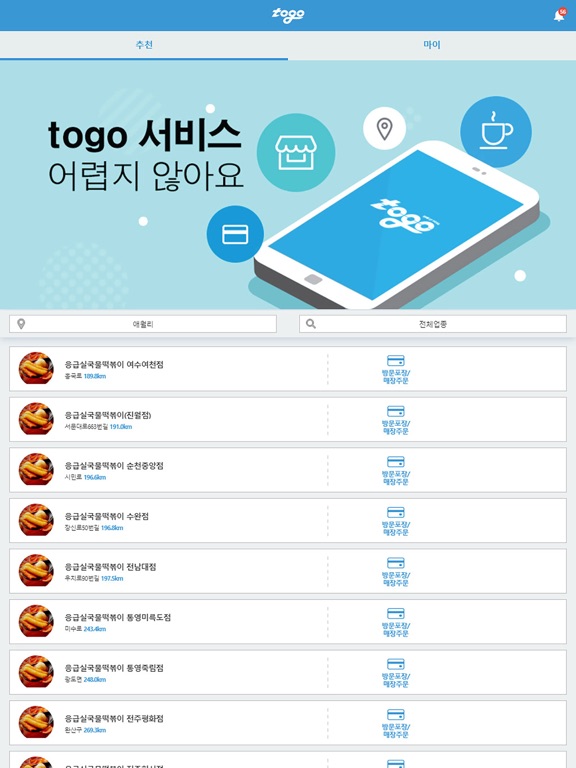 togo
56
추천
마이
togo 서비스
어렵지 않아요
togo
애월리
전체업종
응급실국물떡볶이 여수여천점
좌수영로 189.8km
방문포장/
매장주문
응급실국물떡볶이(진월점)
서문대로663번길 191.0km
방문포장/
매장주문
응급실국물떡볶이 순천중앙점
시민로 196.6km
방문포장/
매장주문
응급실국물떡볶이 수완점
장신로50번길 196.8km
방문포장/
매장주문
응급실국물떡볶이 전남대점
우치로90번길 197.5km
방문포장/
매장주문
응급실국물떡볶이 통영미륵도점
미수로 243.4km
방문포장/
매장주문
응급실국물떡볶이 통영죽림점
광도면 248.0km
방문포장/
매장주문
응급실국물떡볶이 전주평화점
완산구 269.3km
방문포장/
매장주문